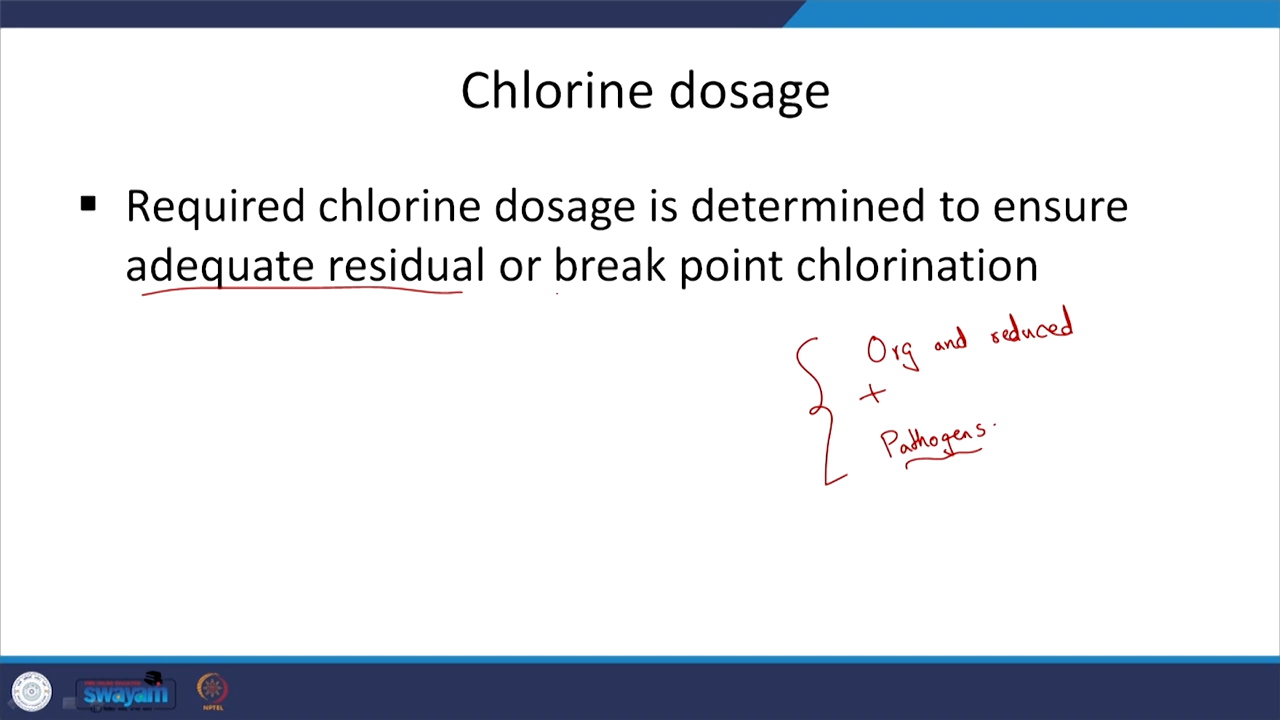 Chlorine dosage
▪ Required chlorine dosage is determined to ensure
adequate residual or break point chlorination
Org and reduced
+
Pathogens.
swayam
NPTEL